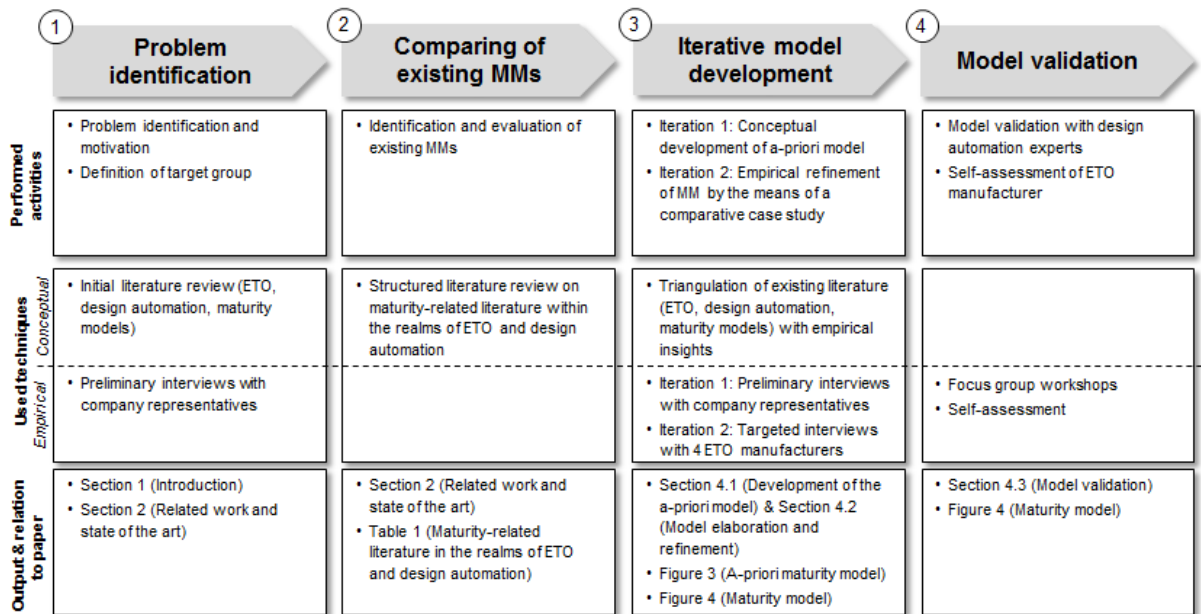 1
Problem
identification
2
Comparing of
existing MMs
3
Iterative model
development
4
Model validation
Performed
activities
• Problem identification and
motivation
• Definition of target group
• Identification and evaluation of
existing MMs
• Iteration 1: Conceptual
development of a-priori model
• Iteration 2: Empirical refinement
of MM by the means of a
comparative case study
• Model validation with design
automation experts
• Self-assessment of ETO
manufacturer
Used techniques
Conceptual
• Initial literature review (ETO,
design automation, maturity
models)
• Structured literature review on
maturity-related literature within
the realms of ETO and design
automation
• Triangulation of existing literature
(ETO, design automation,
maturity models) with empirical
insights
Empirical
• Preliminary interviews with
company representatives
• Iteration 1: Preliminary interviews
with company representatives
• Iteration 2: Targeted interviews
with 4 ETO manufacturers
• Focus group workshops
• Self-assessment
Output & relation
to paper
• Section 1 (Introduction)
• Section 2 (Related work and
state of the art)
• Section 2 (Related work and
state of the art)
• Table 1 (Maturity-related
literature in the realms of ETO
and design automation)
• Section 4.1 (Development of the
a-priori model) & Section 4.2
(Model elaboration and
refinement)
• Figure 3 (A-priori maturity model)
• Figure 4 (Maturity model)
• Section 4.3 (Model validation)
• Figure 4 (Maturity model)